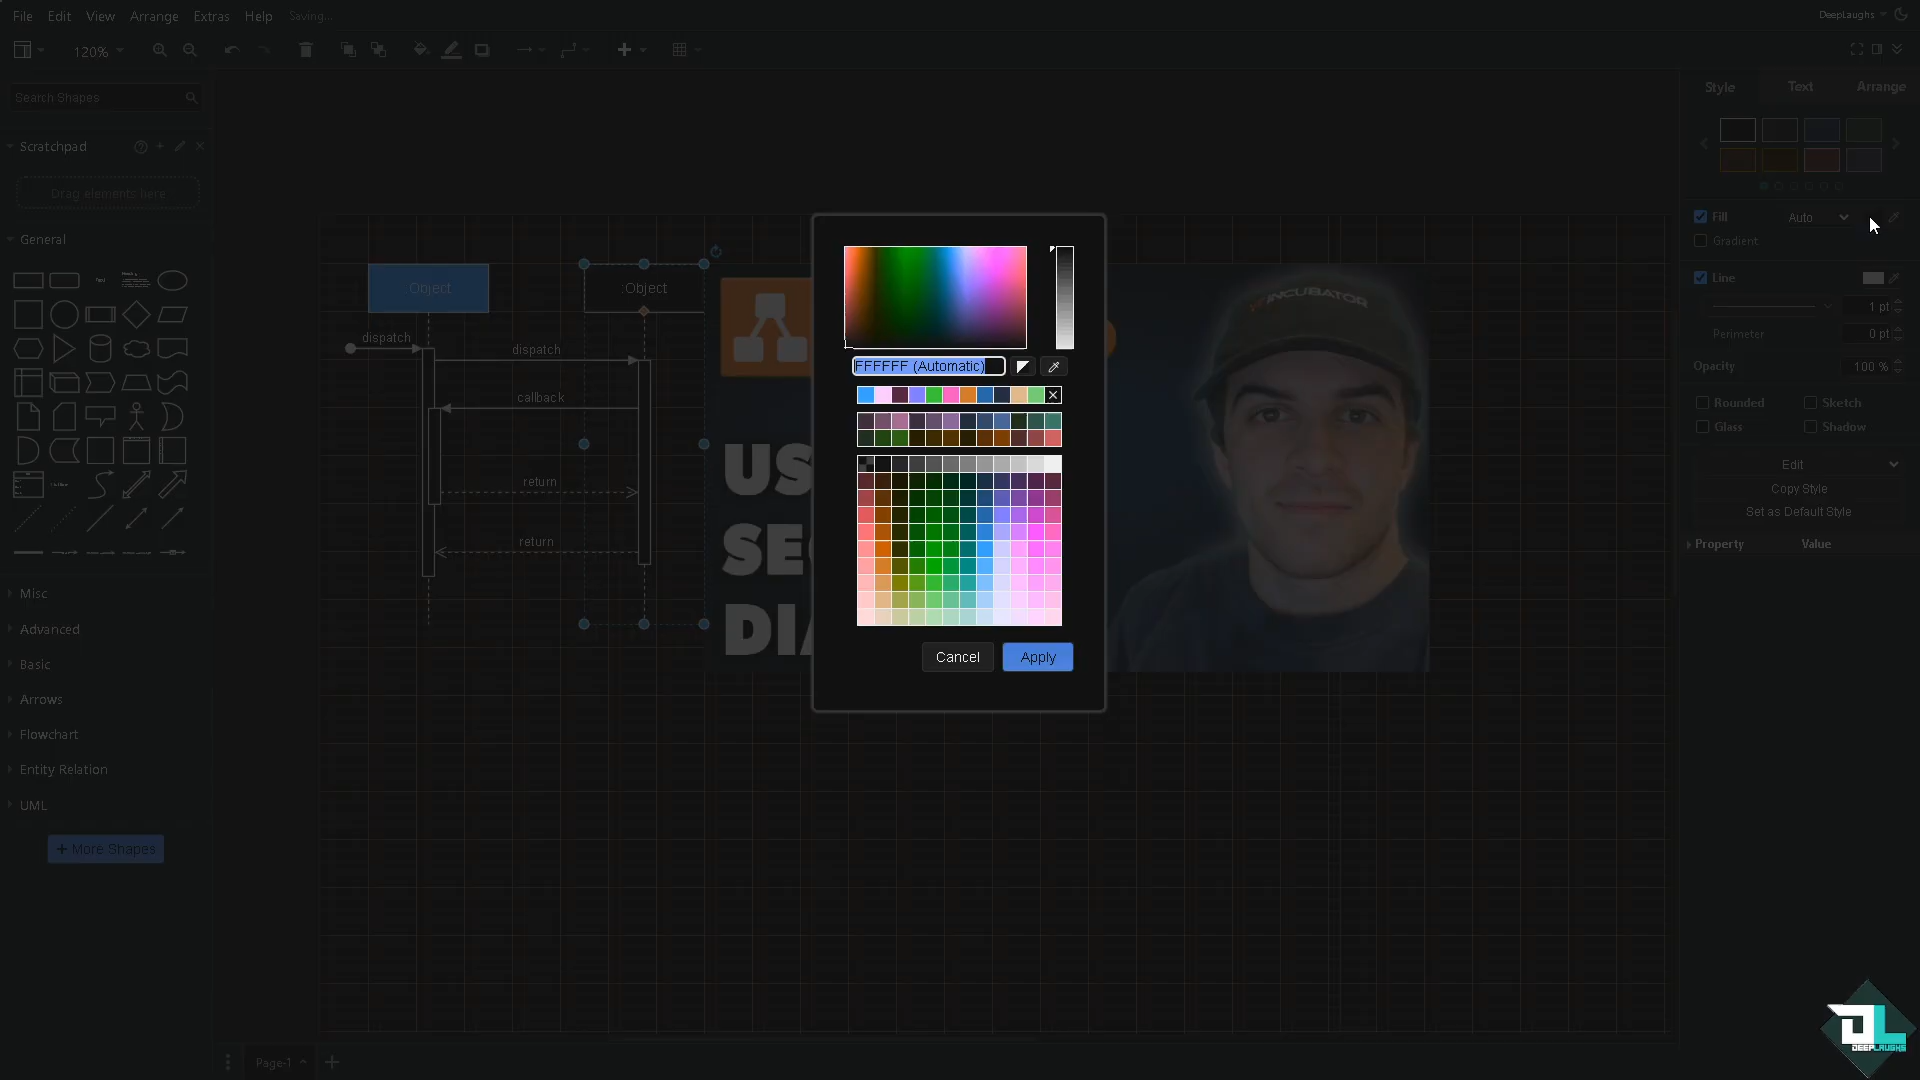 File Edit View Arrange Extras Help Saving...
DeepLaughs
120%
Search Shapes
Scratchpad
Drag elements here
General
Misc
Advanced
Basic
Arrows
Flowchart
Entity Relation
UML
+ More Shapes
:Object
:Object
dispatch
dispatch
callback
return
return
US
SE
DIA
INCUBATOR
FFFFFF (Automatic)
Cancel
Apply
Style Text Arrange
Fill Auto
Gradient
Line
1 pt
Perimeter 0 pt
Opacity 100 %
Rounded Sketch
Glass Shadow
Edit
Copy Style
Set as Default Style
Property Value
Page-1
DEEPLAUGHS